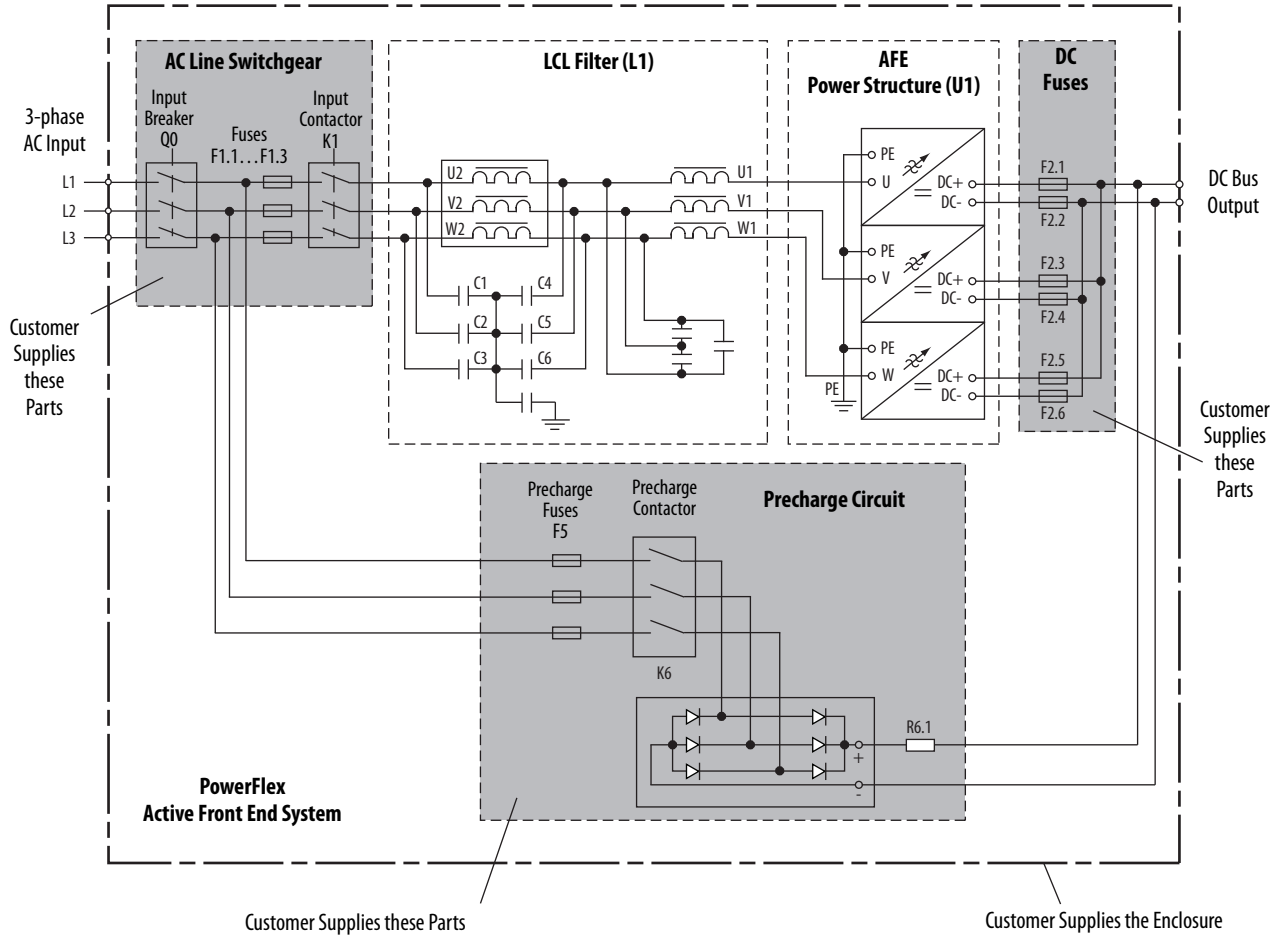 AC Line Switchgear
Input
Breaker
Q0
Fuses
F1.1...F1.3
Input
Contactor
K1
3-phase
AC Input
L1
L2
L3
Customer
Supplies
these
Parts
LCL Filter (L1)
U2
V2
W2
U1
V1
W1
C1
C4
C2
C5
C3
C6
AFE
Power Structure (U1)
PE
U
DC+
DC-
PE
V
DC+
DC-
PE
W
DC+
DC-
PE
DC
Fuses
F2.1
F2.2
F2.3
F2.4
F2.5
F2.6
DC Bus
Output
Customer
Supplies
these
Parts
Precharge
Fuses
F5
Precharge
Contactor
Precharge Circuit
K6
R6.1
+
-
PowerFlex
Active Front End System
Customer Supplies these Parts
Customer Supplies the Enclosure